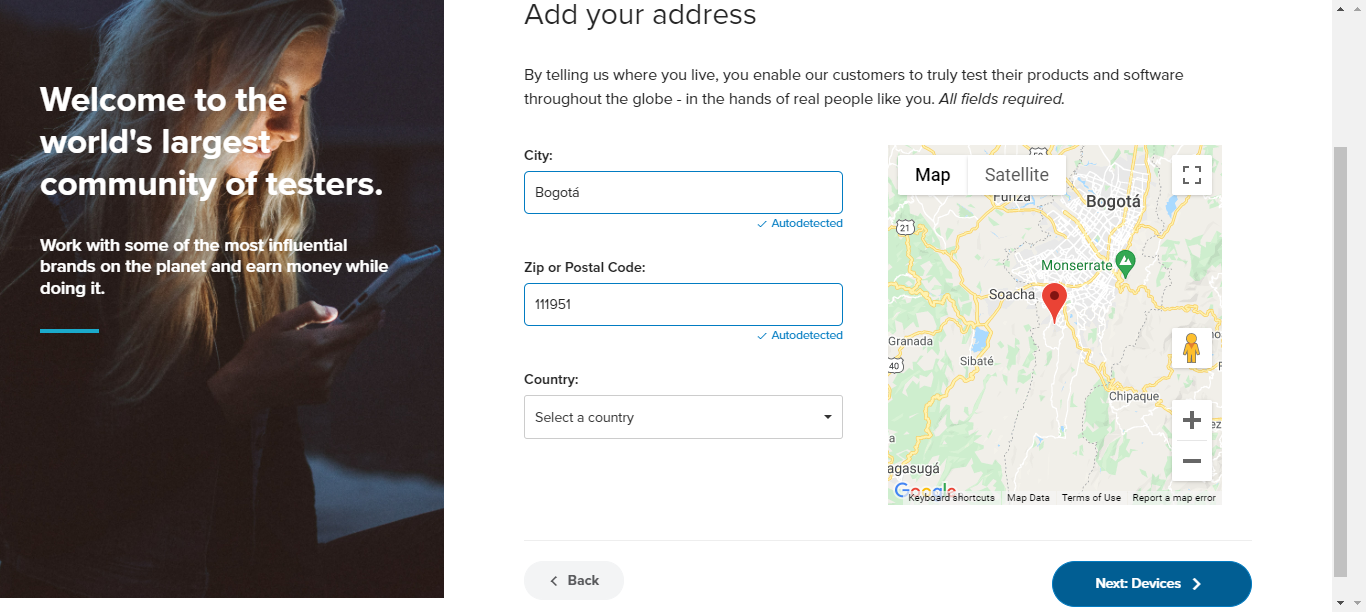 Welcome to the
world's largest
community of testers.
Work with some of the most influential
brands on the planet and earn money while
doing it.
Add your address
By telling us where you live, you enable our customers to truly test their products and software
throughout the globe - in the hands of real people like you. All fields required.
City:
Bogotá
Autodetected
Zip or Postal Code:
111951
Autodetected
Country:
Select a country
Map
Satellite
Funza
Bogotá
21
Monserrate
Soacha
Granada
Sibaté
40
Chipaque
agasugá
Google
Keyboard shortcuts
Map Data
Terms of Use
Report a map error
Back
Next: Devices